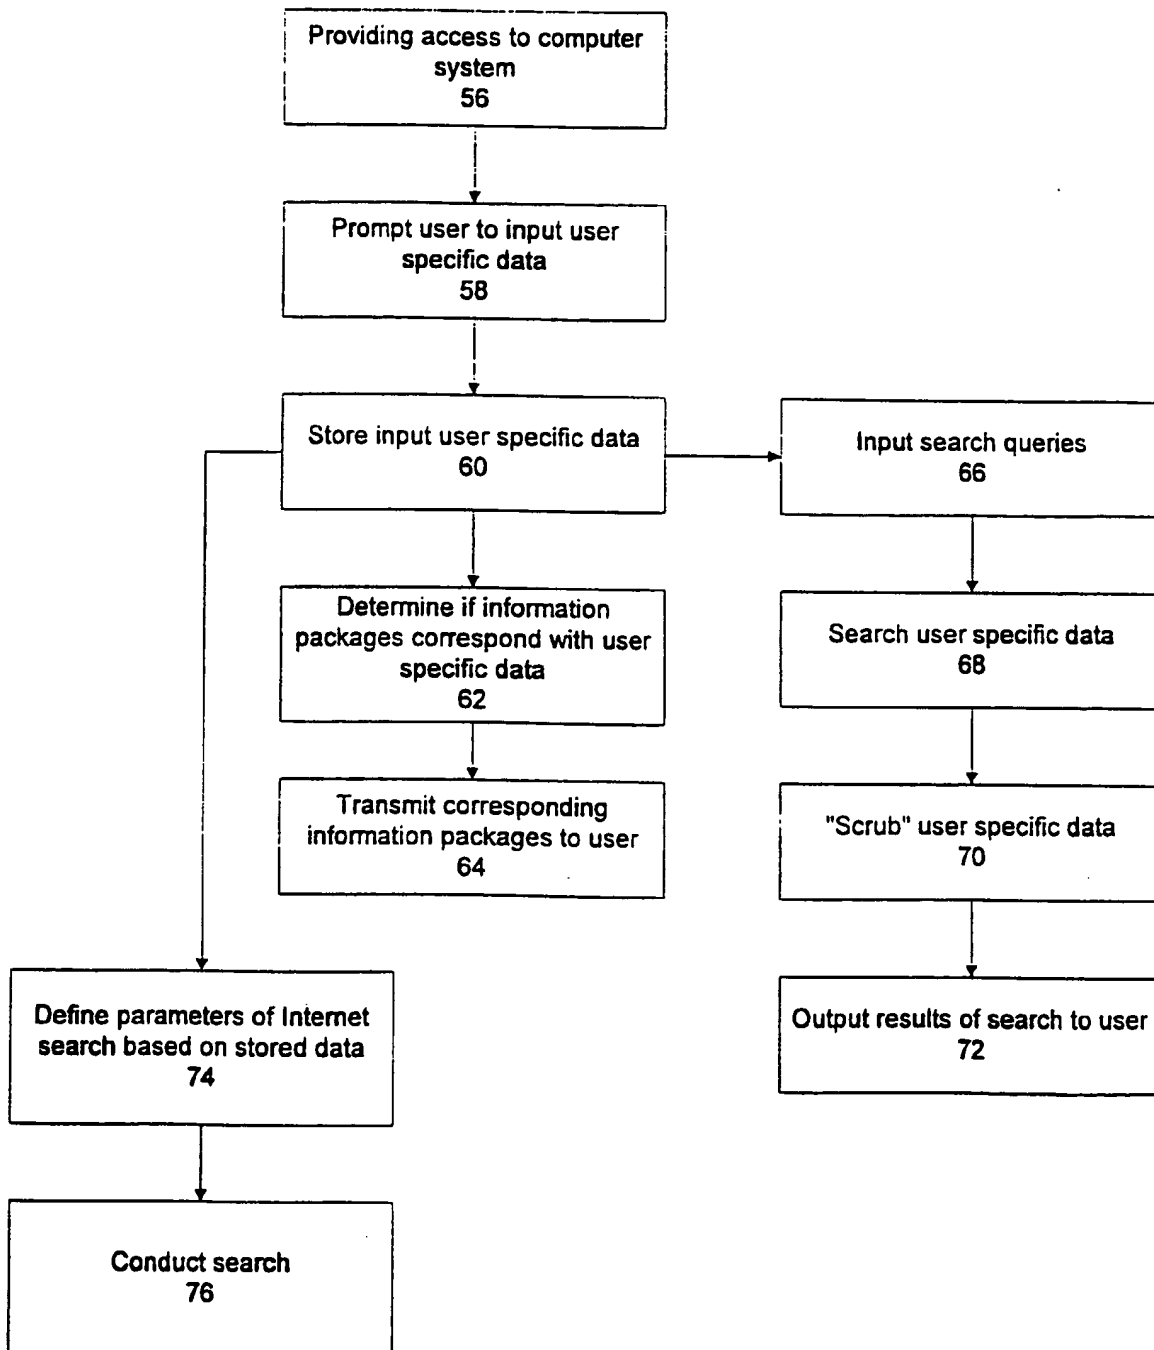 Providing access to computer
system
56
Prompt user to input user
specific data
58
Store input user specific data
60
Input search queries
66
Determine if information
packages correspond with user
specific data
62
Search user specific data
68
Transmit corresponding
information packages to user
64
"Scrub" user specific data
70
Define parameters of Internet
search based on stored data
74
Output results of search to user
72
Conduct search
76